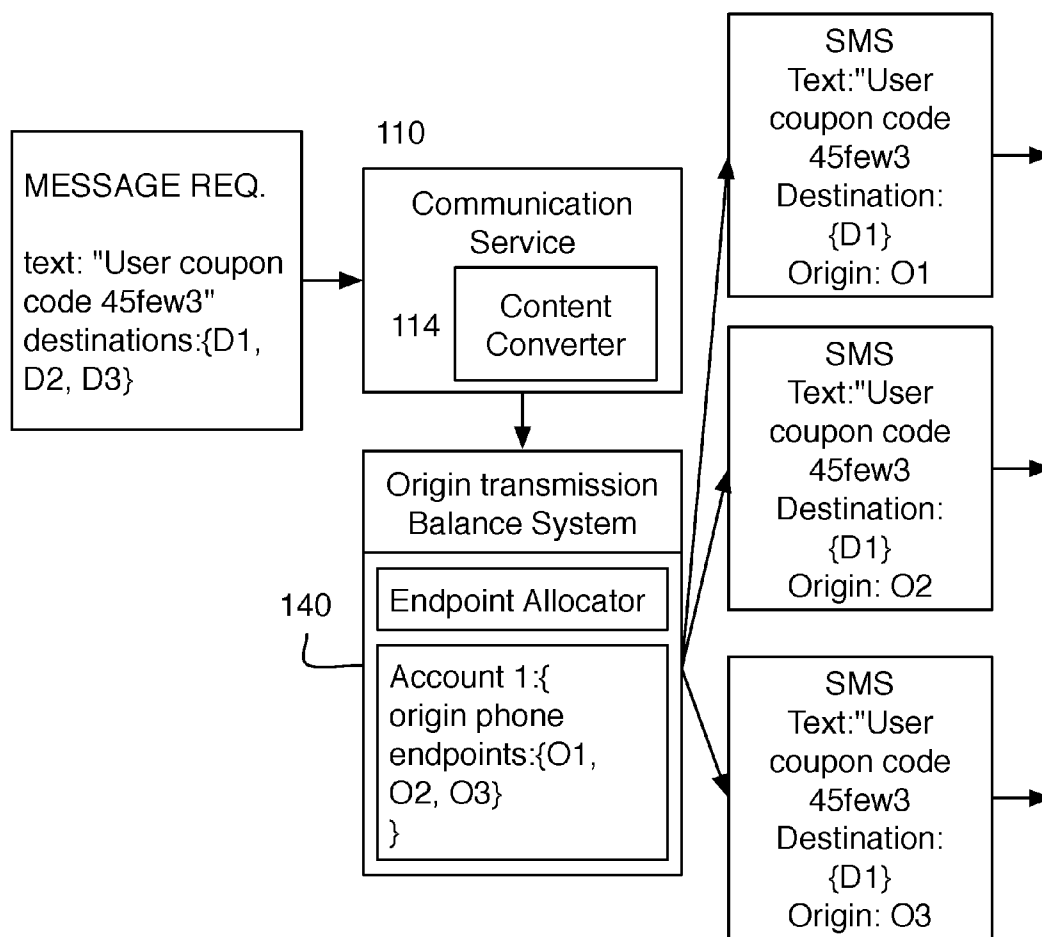 MESSAGE REQ.
text: "User coupon
code 45few3"
destinations:{D1,
D2, D3}
110
Communication
Service
114
Content
Converter
Origin transmission
Balance System
140
Endpoint Allocator
Account 1:{
origin phone
endpoints:{O1,
O2, O3}
}
SMS
Text:"User
coupon code
45few3
Destination:
{D1}
Origin: O1
SMS
Text:"User
coupon code
45few3
Destination:
{D1}
Origin: O2
SMS
Text:"User
coupon code
45few3
Destination:
{D1}
Origin: O3